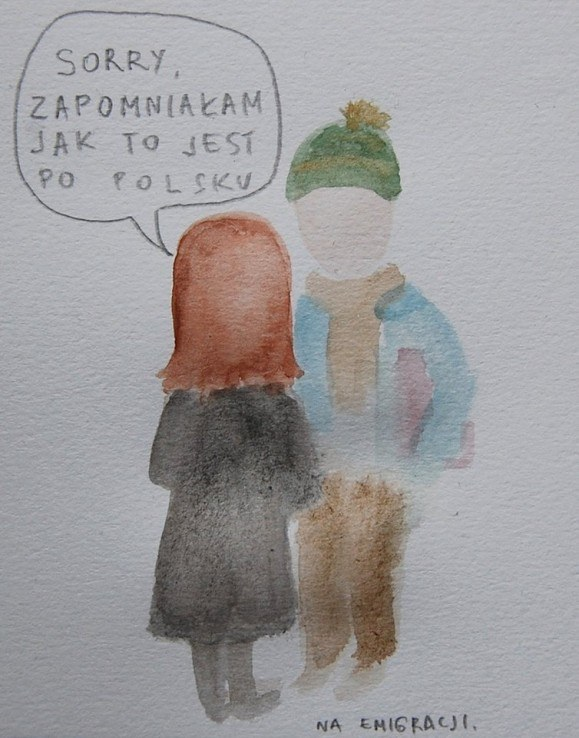 SORRY,
ZAPOMNIAŁAM
JAK TO JEST
PO POLSKU
NA EMIGRACJI.